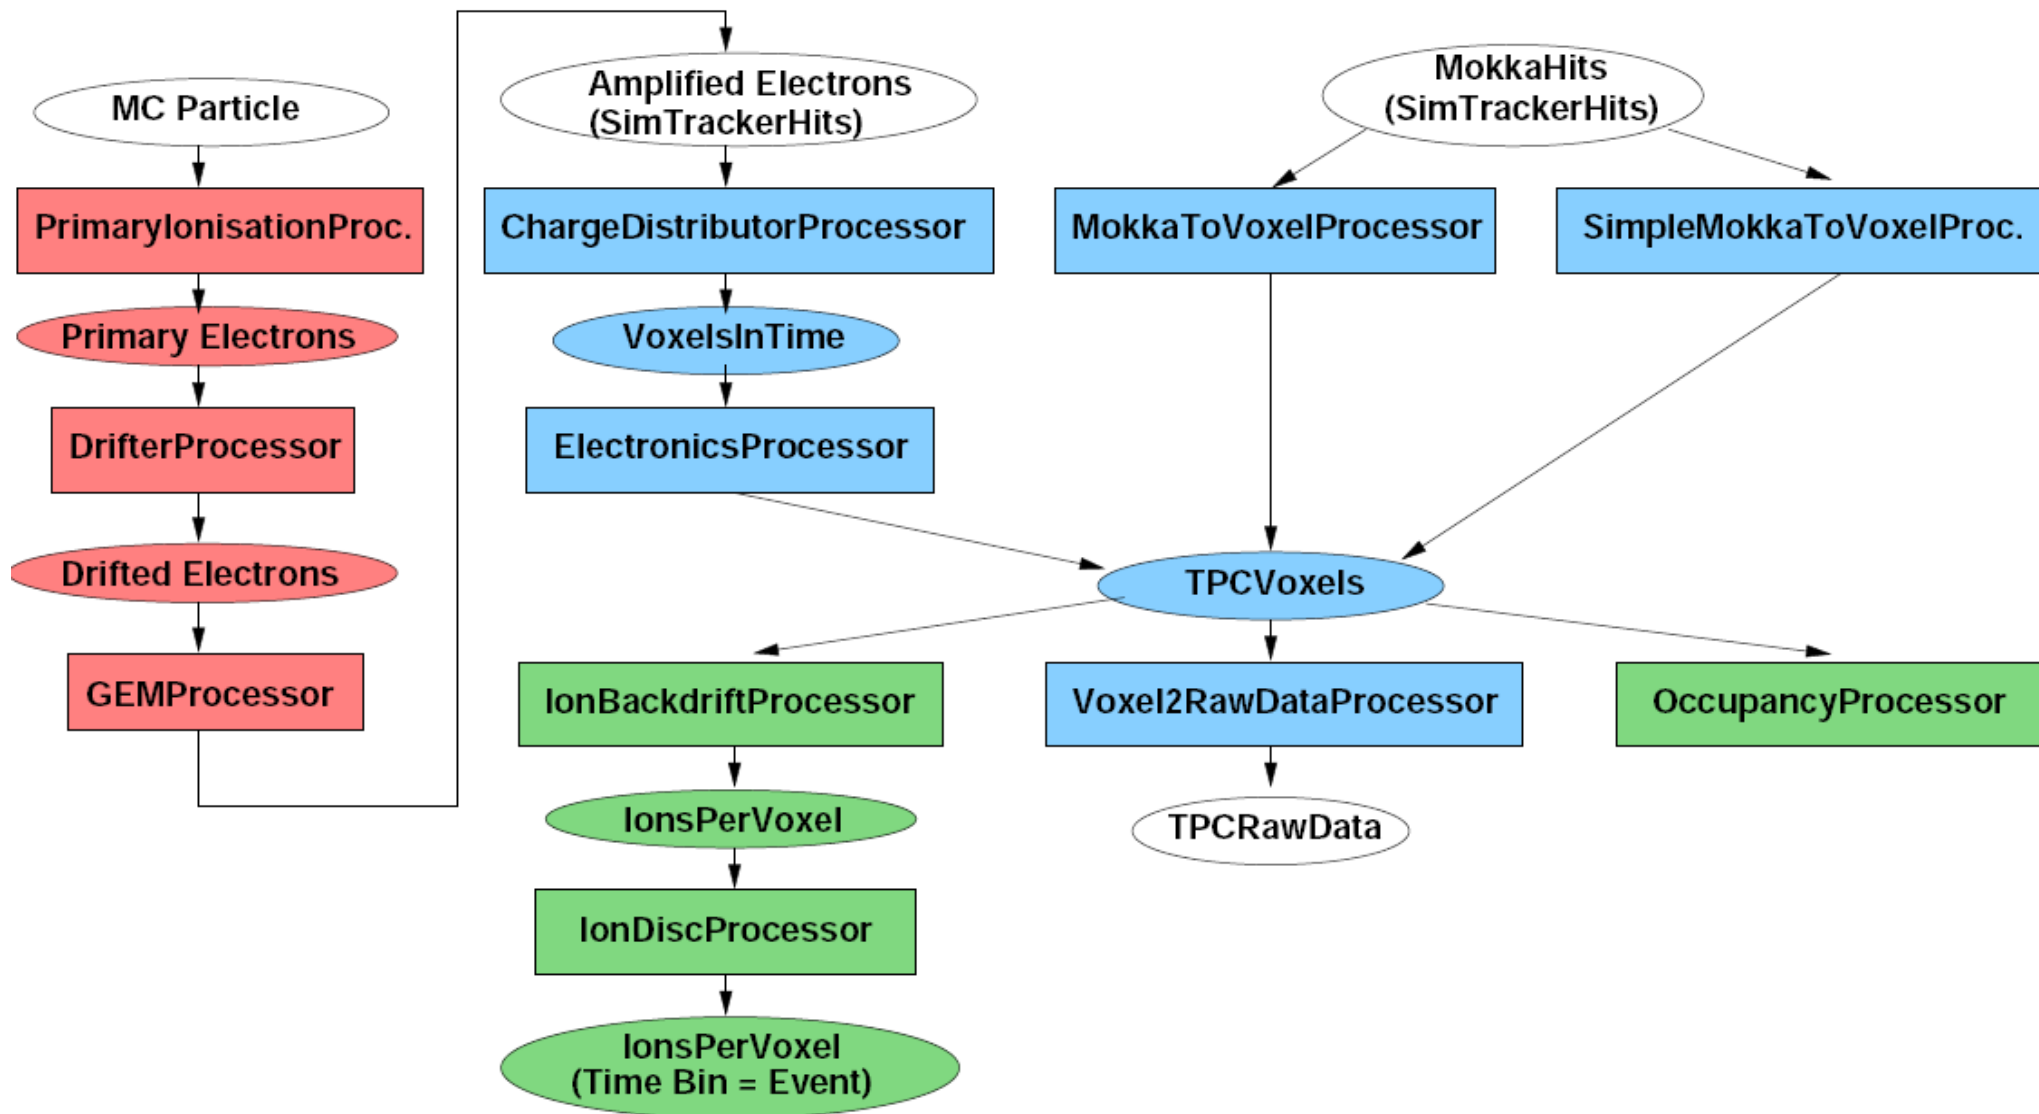 MC Particle
PrimaryIonisationProc.
Primary Electrons
DrifterProcessor
Drifted Electrons
GEMProcessor
Amplified Electrons
(SimTrackerHits)
ChargeDistributorProcessor
VoxelsInTime
ElectronicsProcessor
MokkaHits
(SimTrackerHits)
MokkaToVoxelProcessor
SimpleMokkaToVoxelProc.
TPCVoxels
IonBackdriftProcessor
Voxel2RawDataProcessor
OccupancyProcessor
IonsPerVoxel
TPCRawData
IonDiscProcessor
IonsPerVoxel
(Time Bin = Event)